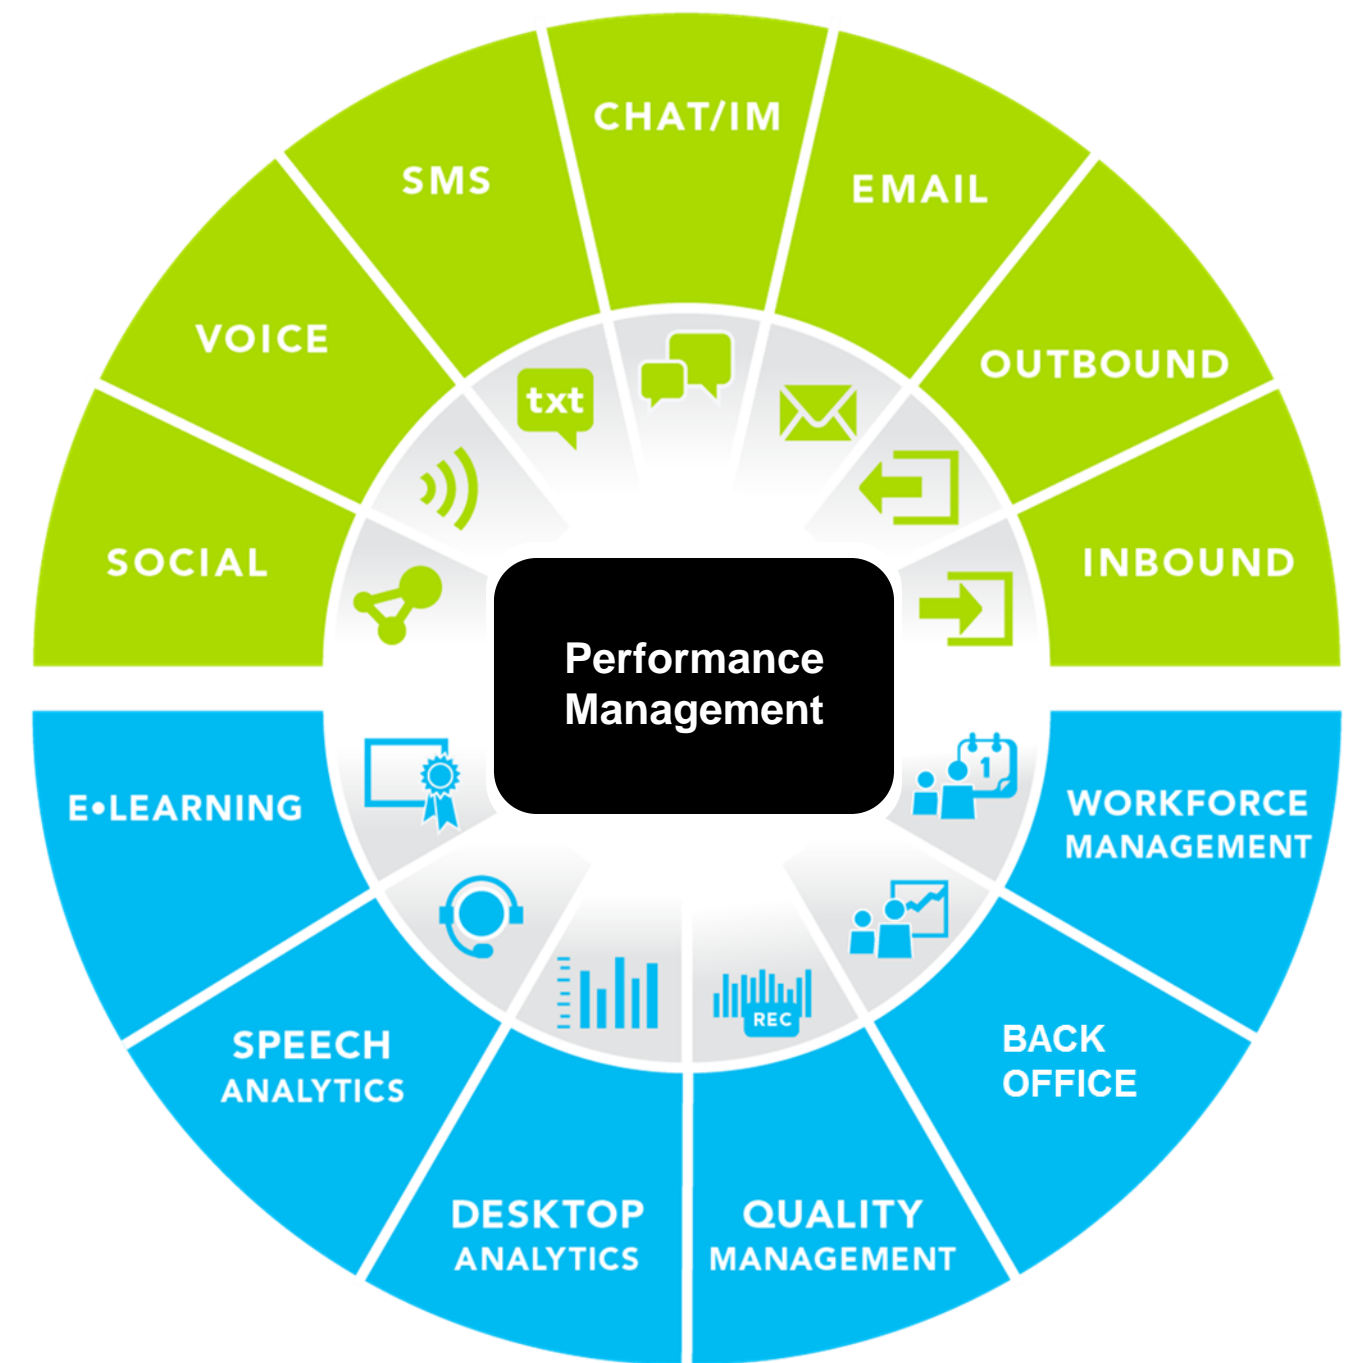 CHAT/IM
SMS
EMAIL
VOICE
OUTBOUND
SOCIAL
INBOUND
txt
Performance
Management
1
E•LEARNING
WORKFORCE
MANAGEMENT
REC
SPEECH
ANALYTICS
BACK
OFFICE
DESKTOP
ANALYTICS
QUALITY
MANAGEMENT